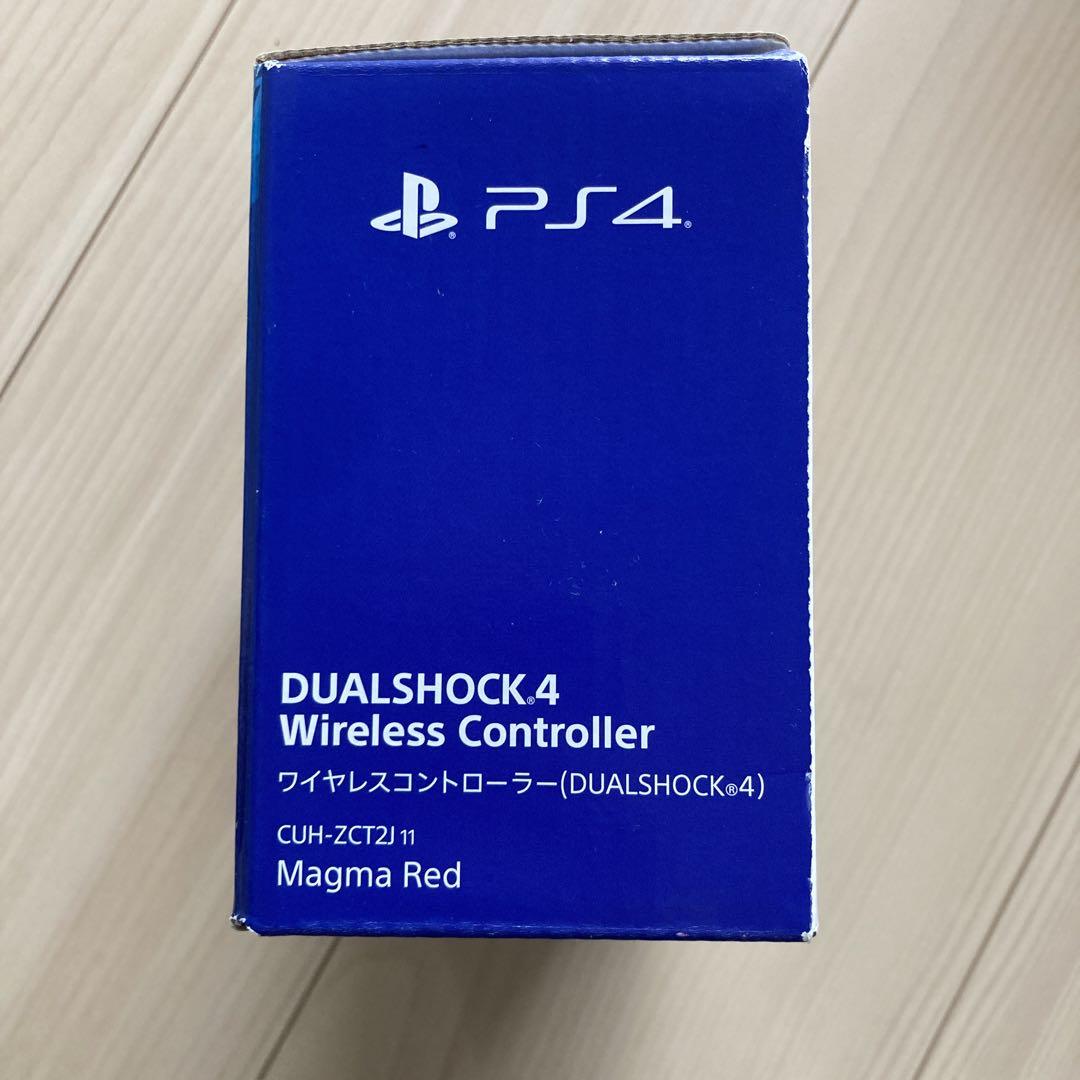 PS4®
DUALSHOCK®4
Wireless Controller
ワイヤレスコントローラー(DUALSHOCK®4)
CUH-ZCT2J 11
Magma Red